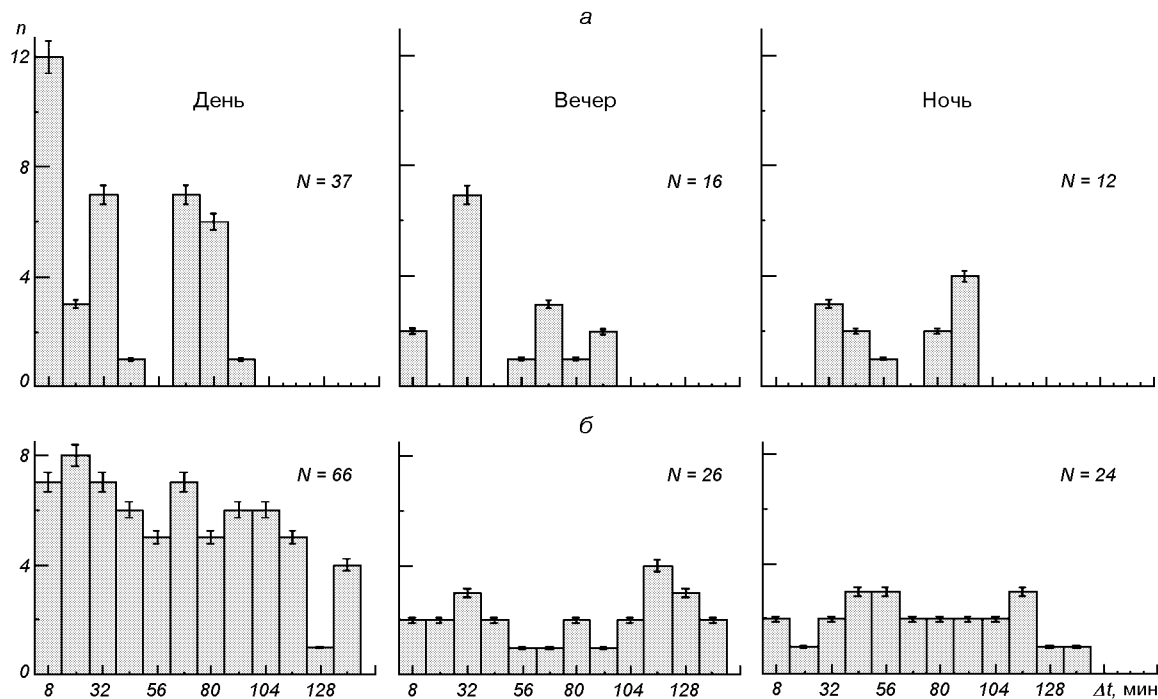 а
n
12
8
4
0
День
N = 37
Вечер
N = 16
Ночь
N = 12
б
8
4
0
N = 66
N = 26
N = 24
8 32 56 80 104 128
8 32 56 80 104 128
8 32 56 80 104 128 Δt, мин